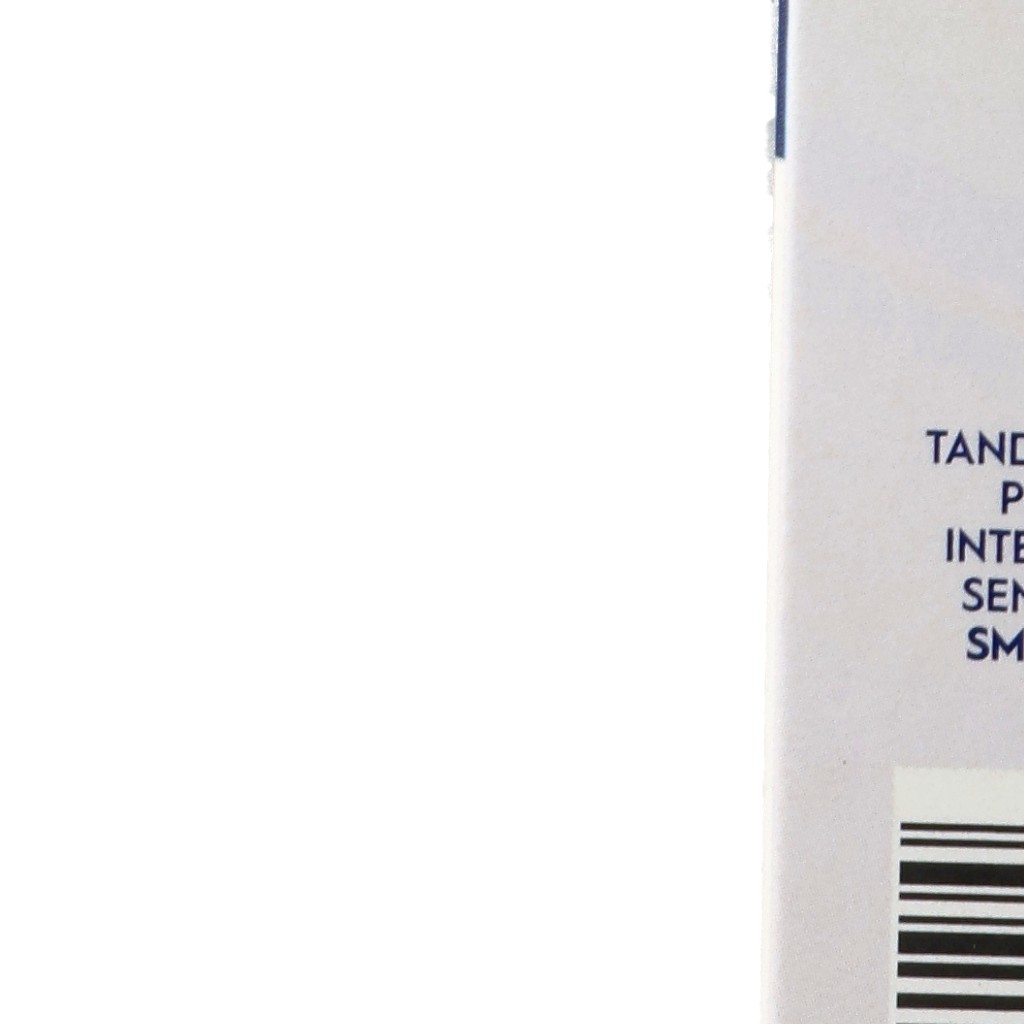 TAND
P
INTE
SEN
SM